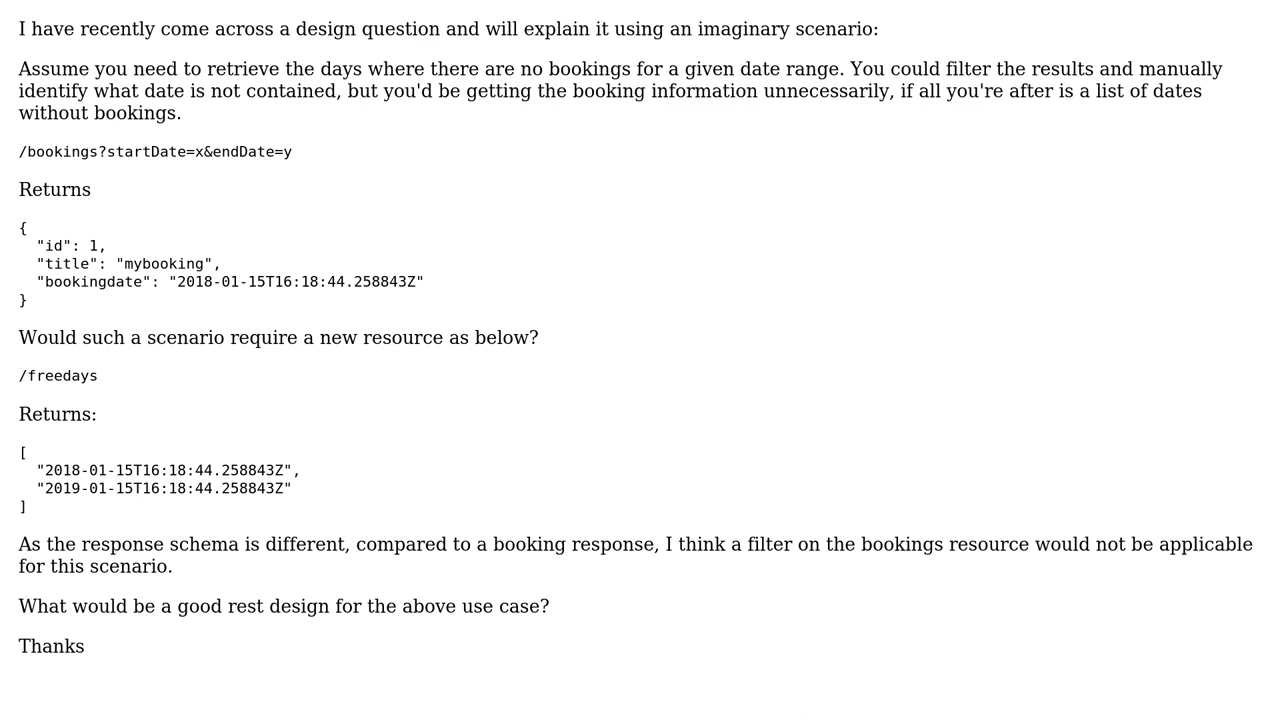 I have recently come across a design question and will explain it using an imaginary scenario:
Assume you need to retrieve the days where there are no bookings for a given date range. You could filter the results and manually
identify what date is not contained, but you'd be getting the booking information unnecessarily, if all you're after is a list of dates
without bookings.
/bookings?startDate=x&endDate=y
Returns
{
  "id": 1,
  "title": "mybooking",
  "bookingdate": "2018-01-15T16:18:44.258843Z"
}
Would such a scenario require a new resource as below?
/freedays
Returns:
[
  "2018-01-15T16:18:44.258843Z",
  "2019-01-15T16:18:44.258843Z"
]
As the response schema is different, compared to a booking response, I think a filter on the bookings resource would not be applicable
for this scenario.
What would be a good rest design for the above use case?
Thanks